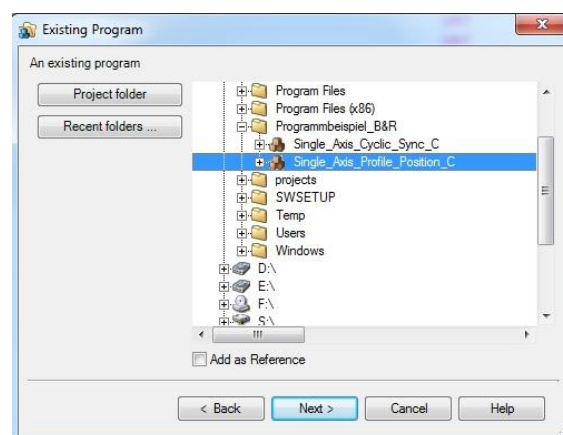 Existing Program
An existing program
Project folder
Recent folders ...
Program Files
Program Files (x86)
Programmbeispiel_B&R
Single_Axis_Cyclic_Sync_C
Single_Axis_Profile_Position_C
projects
SWSETUP
Temp
Users
Windows
D:\
E:\
F:\
S:\
Add as Reference
< Back
Next >
Cancel
Help